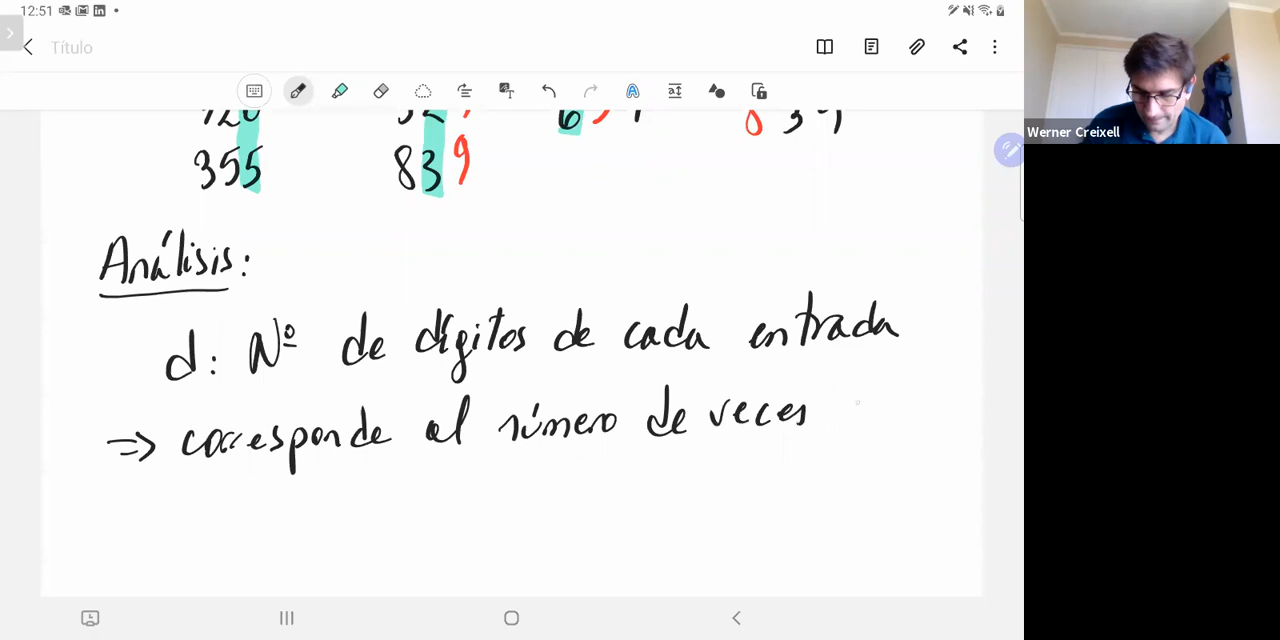 12:51
Título
Werner Creixell
355 839
Análisis:
d: Nº de dígitos de cada entrada
=> corresponde al número de veces